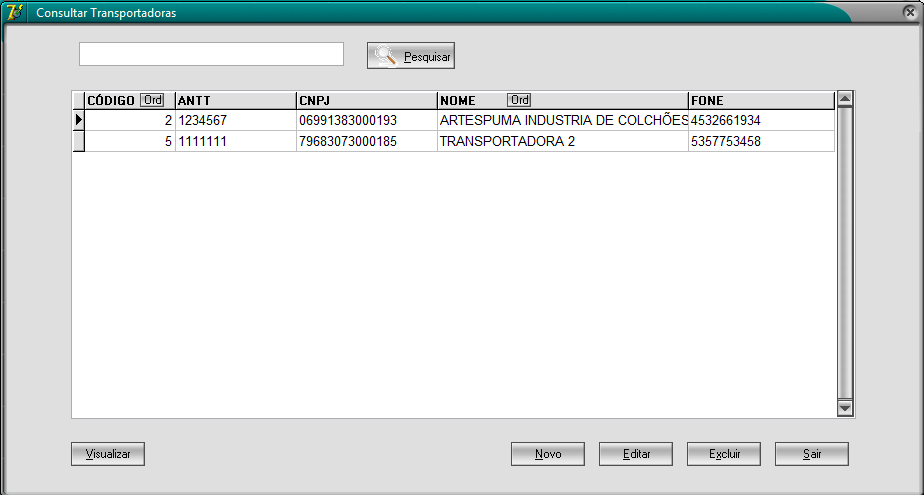 Consultar Transportadoras
Pesquisar
CÓDIGO Ord ANTT CNPJ NOME Ord FONE
2 1234567 06991383000193 ARTESPUMA INDUSTRIA DE COLCHÕES 4532661934
5 1111111 79683073000185 TRANSPORTADORA 2 5357753458
Visualizar Novo Editar Excluir Sair